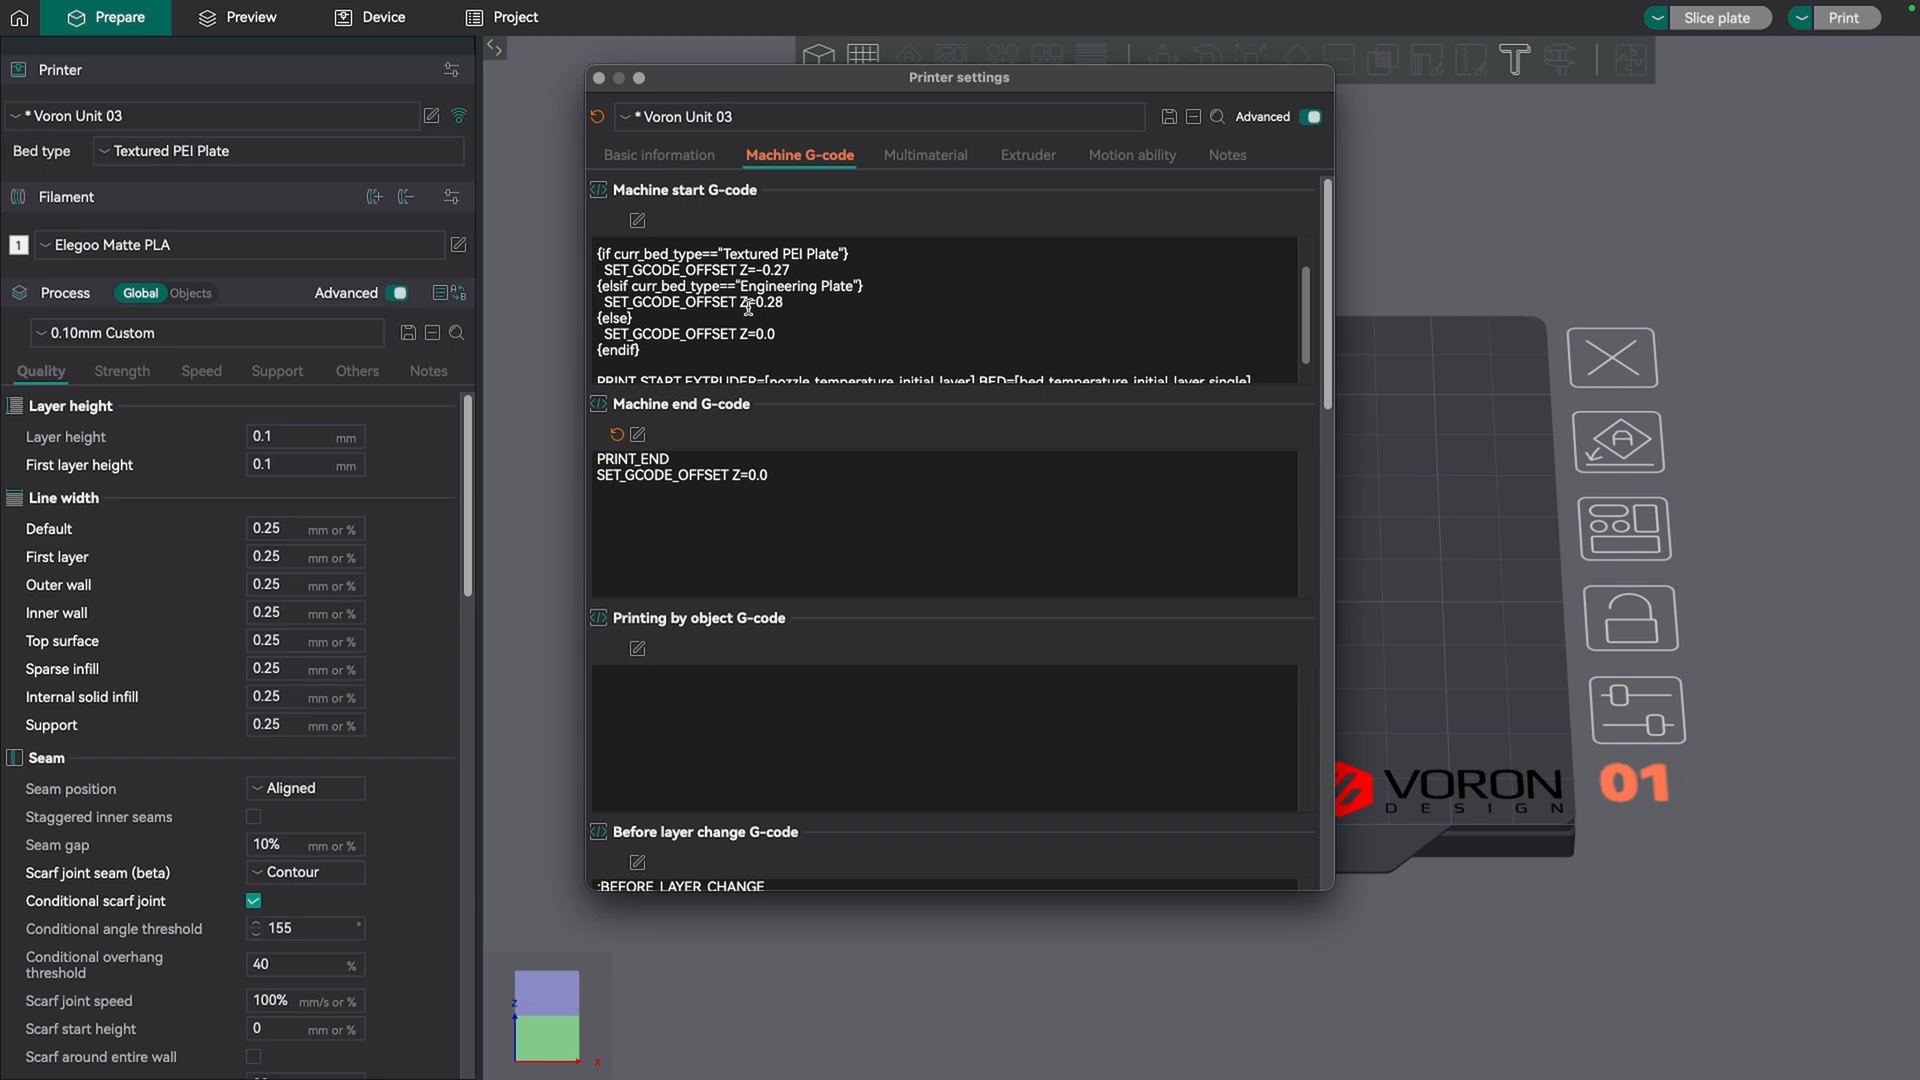 Prepare
Preview
Device
Project
Slice plate
Print
Printer
* Voron Unit 03
Bed type
Textured PEI Plate
Filament
1
Elegoo Matte PLA
Process
Global
Objects
Advanced
0.10mm Custom
Quality
Strength
Speed
Support
Others
Notes
Layer height
Layer height 0.1 mm
First layer height 0.1 mm
Line width
Default 0.25 mm or %
First layer 0.25 mm or %
Outer wall 0.25 mm or %
Inner wall 0.25 mm or %
Top surface 0.25 mm or %
Sparse infill 0.25 mm or %
Internal solid infill 0.25 mm or %
Support 0.25 mm or %
Seam
Seam position Aligned
Staggered inner seams
Seam gap 10% mm or %
Scarf joint seam (beta) Contour
Conditional scarf joint
Conditional angle threshold 155 °
Conditional overhang
threshold 40 %
Scarf joint speed 100% mm/s or %
Scarf start height 0 mm or %
Scarf around entire wall
Printer settings
* Voron Unit 03
Advanced
Basic information
Machine G-code
Multimaterial
Extruder
Motion ability
Notes
Machine start G-code
{if curr_bed_type=="Textured PEI Plate"}
SET_GCODE_OFFSET Z=-0.27
{elsif curr_bed_type=="Engineering Plate"}
SET_GCODE_OFFSET Z=0.28
{else}
SET_GCODE_OFFSET Z=0.0
{endif}
PRINT_START EXTRUDER=[nozzle_temperature_initial_layer] BED=[bed_temperature_initial_layer_single]
Machine end G-code
PRINT_END
SET_GCODE_OFFSET Z=0.0
Printing by object G-code
Before layer change G-code
;BEFORE_LAYER_CHANGE
VORON
DESIGN
01
A
z
x